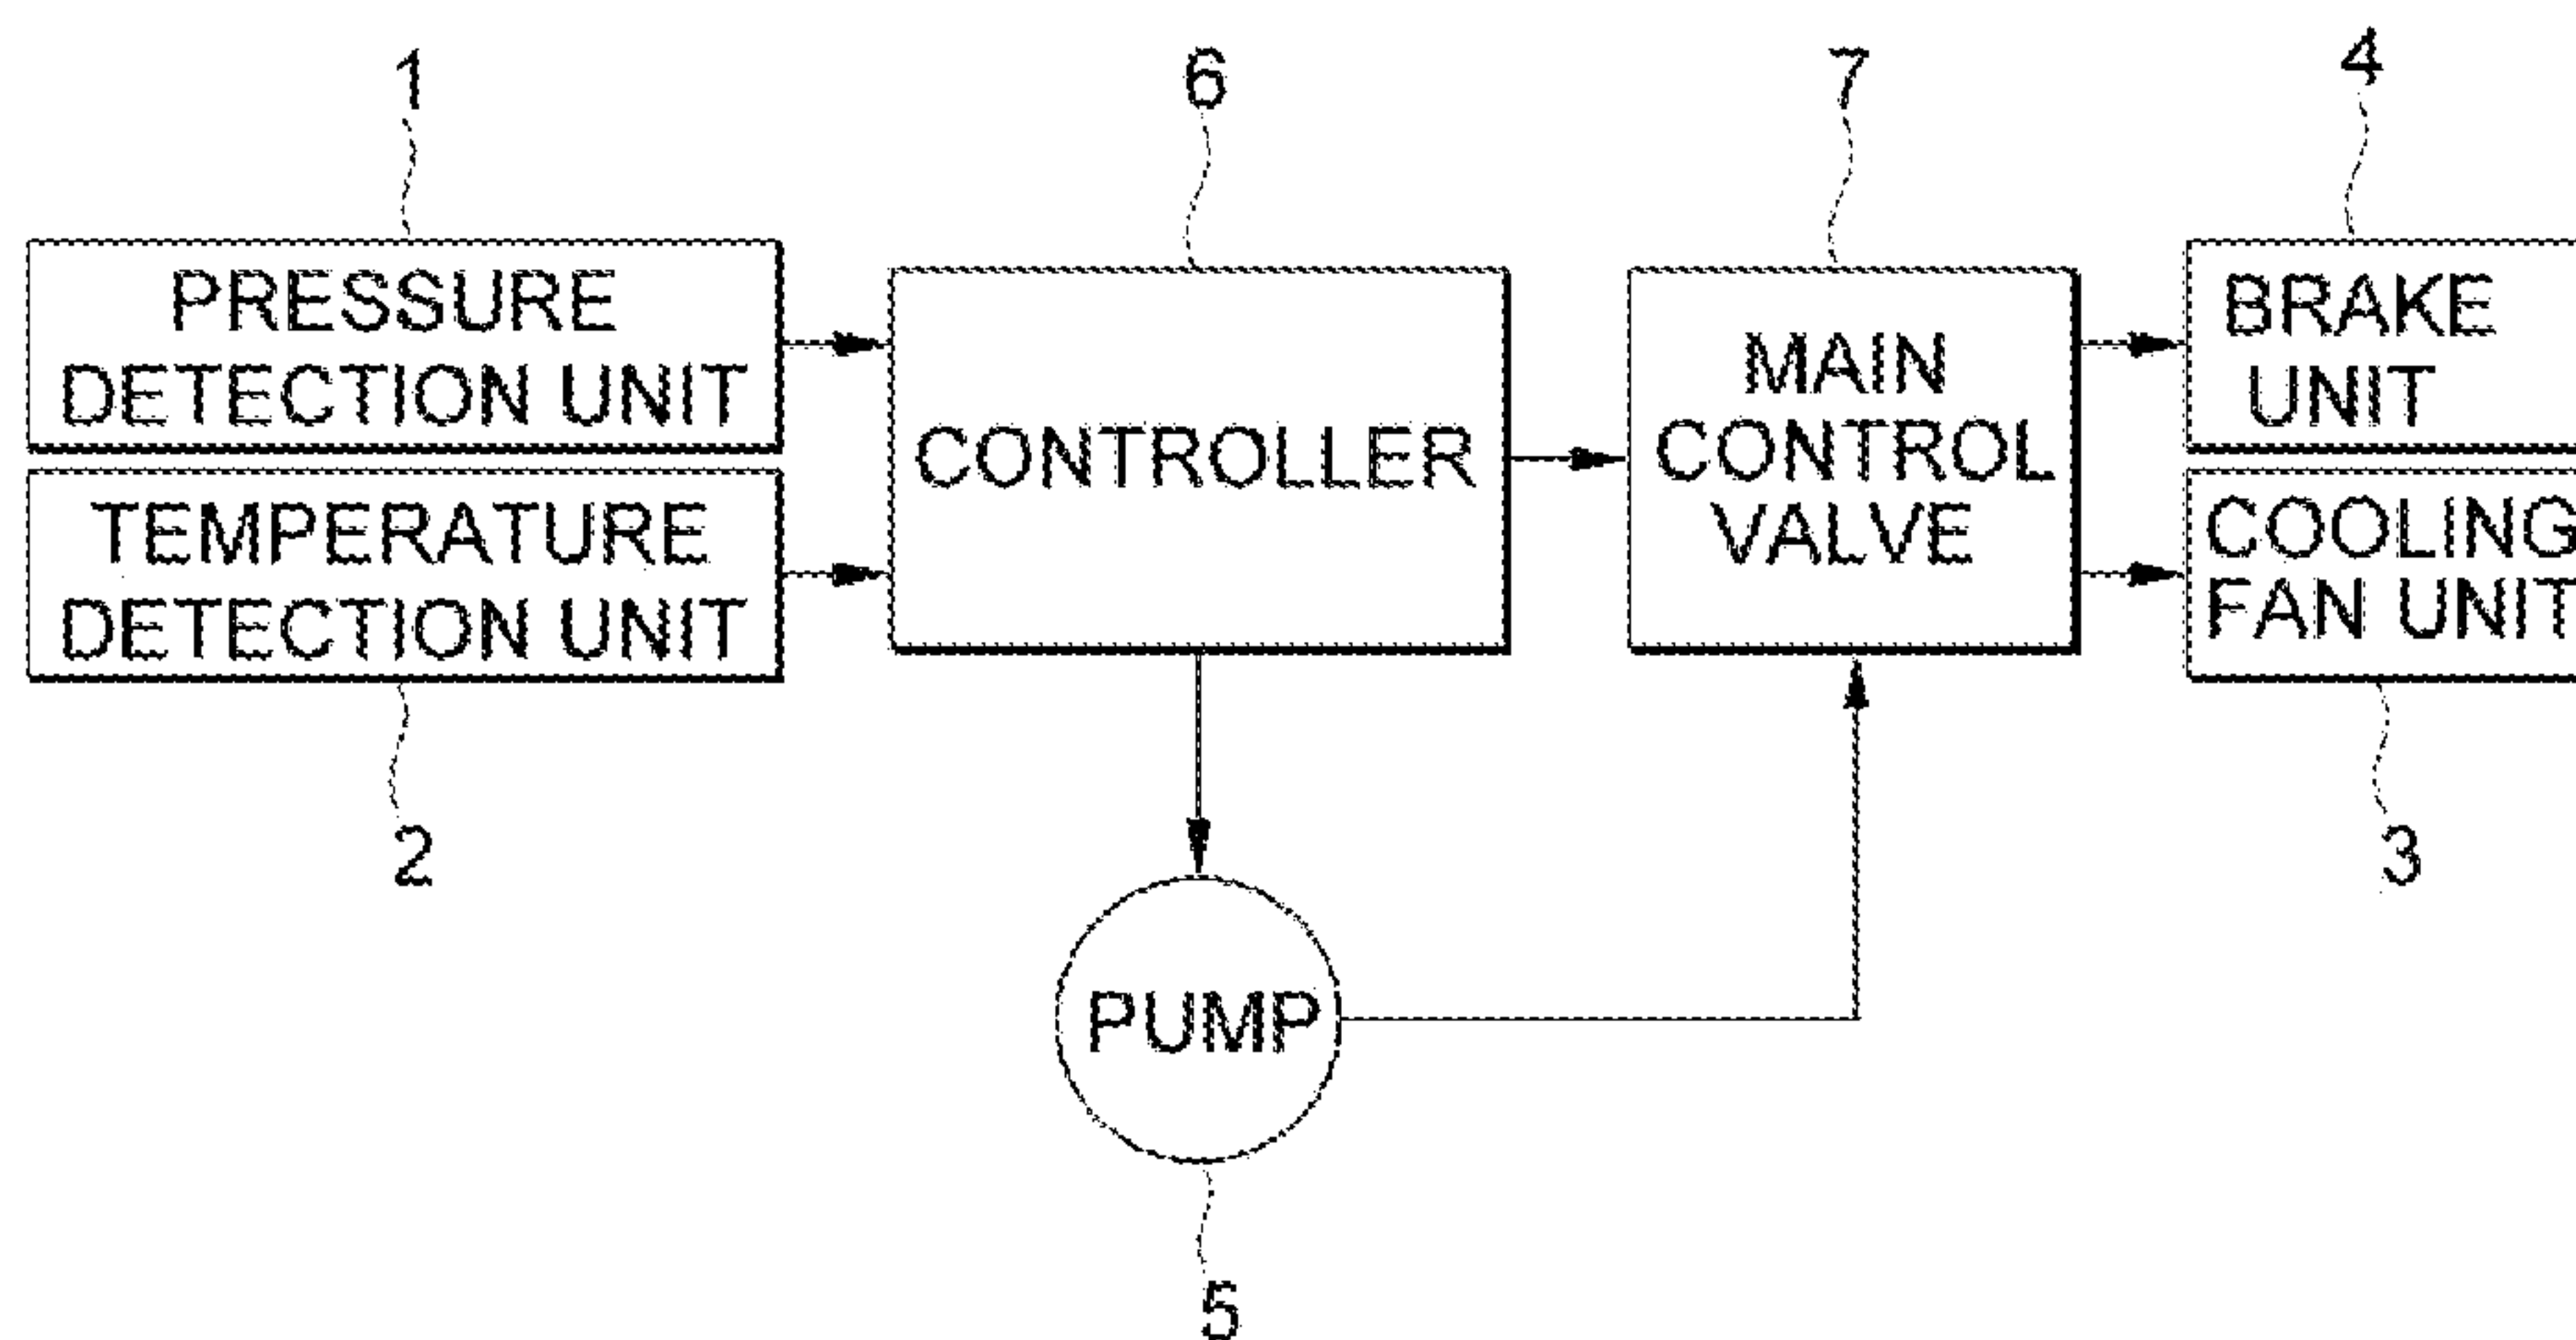 1
6
7
4
PRESSURE
DETECTION UNIT
TEMPERATURE
DETECTION UNIT
CONTROLLER
MAIN
CONTROL
VALVE
BRAKE
UNIT
COOLING
FAN UNIT
2
3
PUMP
5